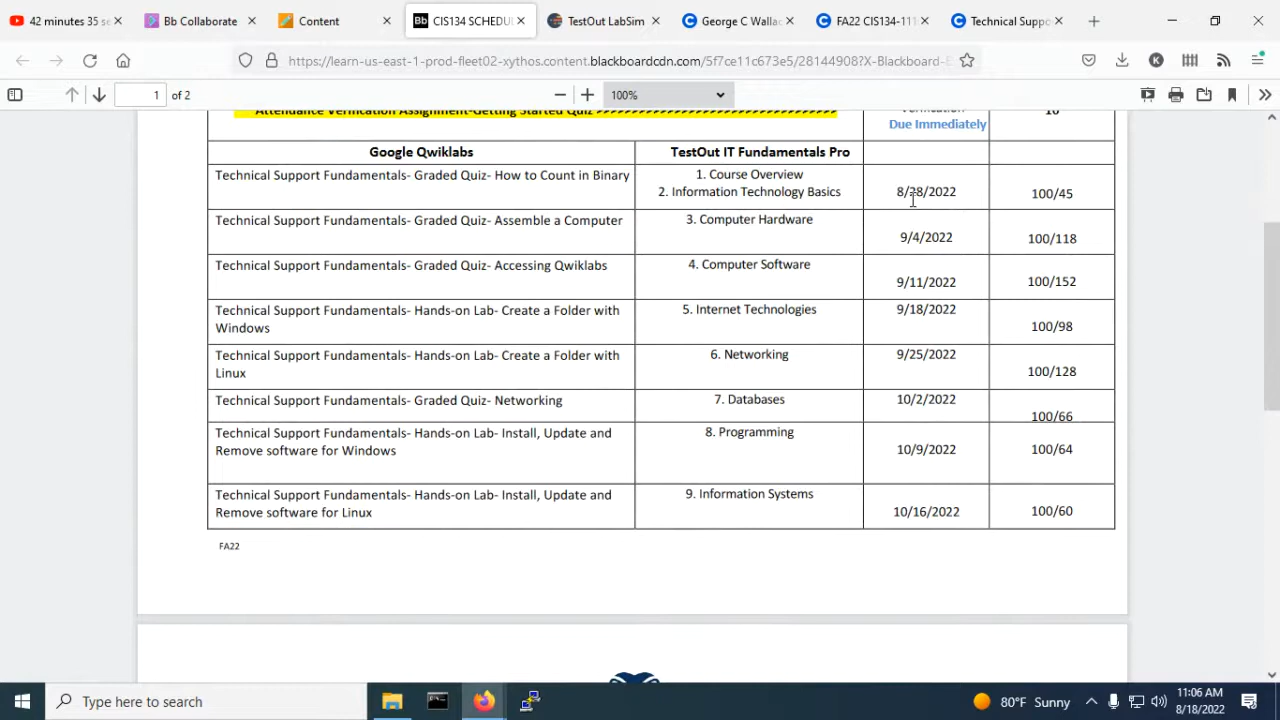 42 minutes 35 se
Bb Collaborate
Content
Bb
CIS134 SCHEDU
TestOut LabSim
C
George C Wallac
C
FA22 CIS134-111
C
Technical Suppo
https://learn-us-east-1-prod-fleet02-xythos.content.blackboardcdn.com/5f7ce11c673e5/28144908?X-Blackboard-E
K
1
of 2
100%
Attendance Verification Assignment-Getting Started Quiz >>>>>>>>>>>>>>>>>>>>>>>>>>>>>>>>>>>
Verification
Due Immediately
10
Google Qwiklabs
TestOut IT Fundamentals Pro
Technical Support Fundamentals- Graded Quiz- How to Count in Binary
1. Course Overview
2. Information Technology Basics
8/28/2022
100/45
Technical Support Fundamentals- Graded Quiz- Assemble a Computer
3. Computer Hardware
9/4/2022
100/118
Technical Support Fundamentals- Graded Quiz- Accessing Qwiklabs
4. Computer Software
9/11/2022
100/152
Technical Support Fundamentals- Hands-on Lab- Create a Folder with
Windows
5. Internet Technologies
9/18/2022
100/98
Technical Support Fundamentals- Hands-on Lab- Create a Folder with
Linux
6. Networking
9/25/2022
100/128
Technical Support Fundamentals- Graded Quiz- Networking
7. Databases
10/2/2022
100/66
Technical Support Fundamentals- Hands-on Lab- Install, Update and
Remove software for Windows
8. Programming
10/9/2022
100/64
Technical Support Fundamentals- Hands-on Lab- Install, Update and
Remove software for Linux
9. Information Systems
10/16/2022
100/60
FA22
Type here to search
80°F Sunny
11:06 AM
8/18/2022